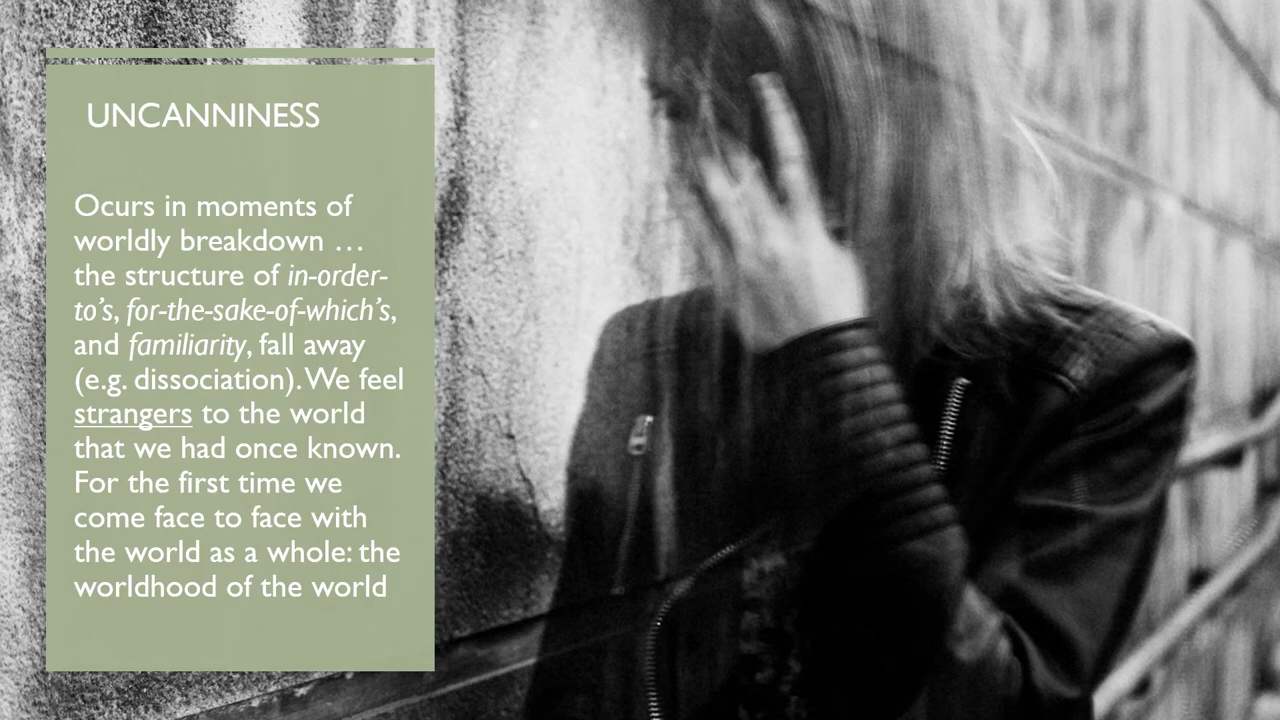 UNCANNINESS
Ocurs in moments of
worldly breakdown …
the structure of in-order-
to’s, for-the-sake-of-which’s,
and familiarity, fall away
(e.g. dissociation). We feel
strangers to the world
that we had once known.
For the first time we
come face to face with
the world as a whole: the
worldhood of the world